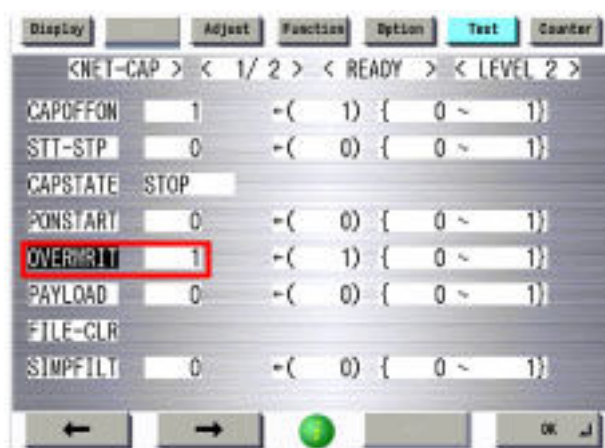 Display Adjust Function Option Test Counter
<NET-CAP > < 1/ 2 > < READY > < LEVEL 2 >
CAPOFFON 1 ←( 1) { 0 ~ 1}
STT-STP 0 ←( 0) { 0 ~ 1}
CAPSTATE STOP
PONSTART 0 ←( 0) { 0 ~ 1}
OVERWRIT 1 ←( 1) { 0 ~ 1}
PAYLOAD 0 ←( 0) { 0 ~ 1}
FILE-CLR
SIMPFILT 0 ←( 0) { 0 ~ 1}
← → OK ↵